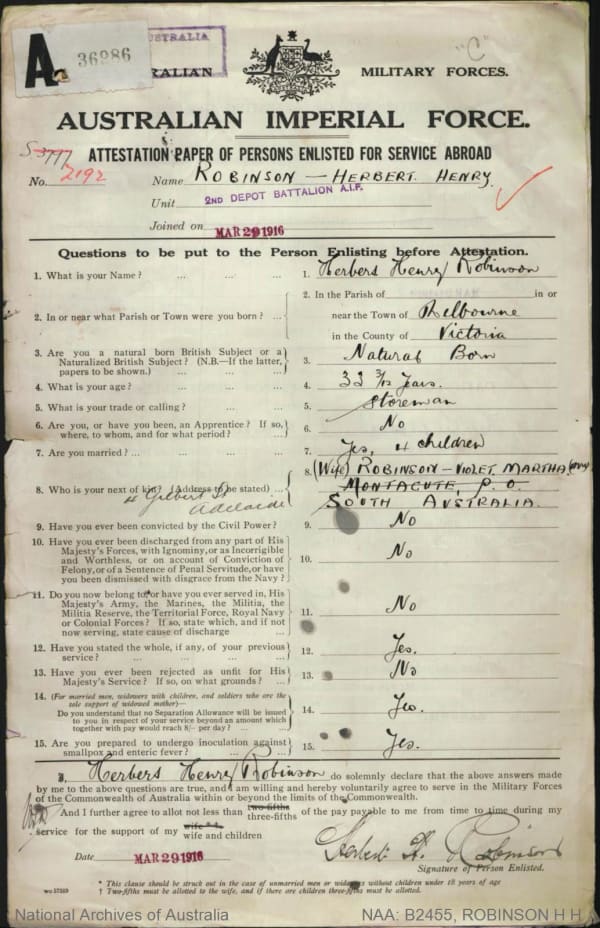 A. 36986
AUSTRALIA
"C"
RALIAN MILITARY FORCES.
AUSTRALIAN IMPERIAL FORCE.
ATTESTATION PAPER OF PERSONS ENLISTED FOR SERVICE ABROAD
No. 2192 Name ROBINSON — HERBERT HENRY
Unit 2ND DEPOT BATTALION A.I.F.
Joined on MAR 29 1916
Questions to be put to the Person Enlisting before Attestation.
1. What is your Name? ... ... ... 1. Herbert Henry Robinson
2. In or near what Parish or Town were you born? ... 2. In the Parish of in or
near the Town of Melbourne
in the County of Victoria
3. Are you a natural born British Subject or a
Naturalized British Subject? (N.B.—If the latter,
papers to be shown.) ... ... 3. Natural Born
4. What is your age? ... ... ... 4. 33 3/12 Years.
5. What is your trade or calling? ... ... 5. Storeman
6. Are you, or have you been, an Apprentice? If so,
where, to whom, and for what period? ... 6. No
7. Are you married? ... ... ... 7. Yes, 4 children
8. Who is your next of kin? (Address to be stated) ... 8. (Wife) ROBINSON - VIOLET MARTHA
MONTACUTE, P.O.
SOUTH AUSTRALIA.
4 Gilbert St
Adelaide
9. Have you ever been convicted by the Civil Power? 9. No
10. Have you ever been discharged from any part of His
Majesty's Forces, with Ignominy, or as Incorrigible
and Worthless, or on account of Conviction of
Felony, or of a Sentence of Penal Servitude, or have
you been dismissed with disgrace from the Navy? 10. No
11. Do you now belong to, or have you ever served in, His
Majesty's Army, the Marines, the Militia, the
Militia Reserve, the Territorial Force, Royal Navy
or Colonial Forces? If so, state which, and if not
now serving, state cause of discharge ... 11. No
12. Have you stated the whole, if any, of your previous
service? ... ... ... 12. Yes.
13. Have you ever been rejected as unfit for His
Majesty's Service? If so, on what grounds? ... 13. No
14. (For married men, widowers with children, and soldiers who are the
sole support of widowed mother)—
Do you understand that no Separation Allowance will be issued
to you in respect of your service beyond an amount which
together with pay would reach 8/- per day? ... ... 14. Yes.
15. Are you prepared to undergo inoculation against
smallpox and enteric fever? ... ... 15. Yes.
I, Herbert Henry Robinson do solemnly declare that the above answers made
by me to the above questions are true, and I am willing and hereby voluntarily agree to serve in the Military Forces
of the Commonwealth of Australia within or beyond the limits of the Commonwealth.
And I further agree to allot not less than two-fifths three-fifths of the pay payable to me from time to time during my
service for the support of my wife wife and children
Date MAR 29 1916 Herbert H. Robinson
Signature of Person Enlisted.
* This clause should be struck out in the case of unmarried men or widowers without children under 18 years of age
† Two-fifths must be allotted to the wife, and if there are children three-fifths must be allotted.
National Archives of Australia NAA: B2455, ROBINSON H H